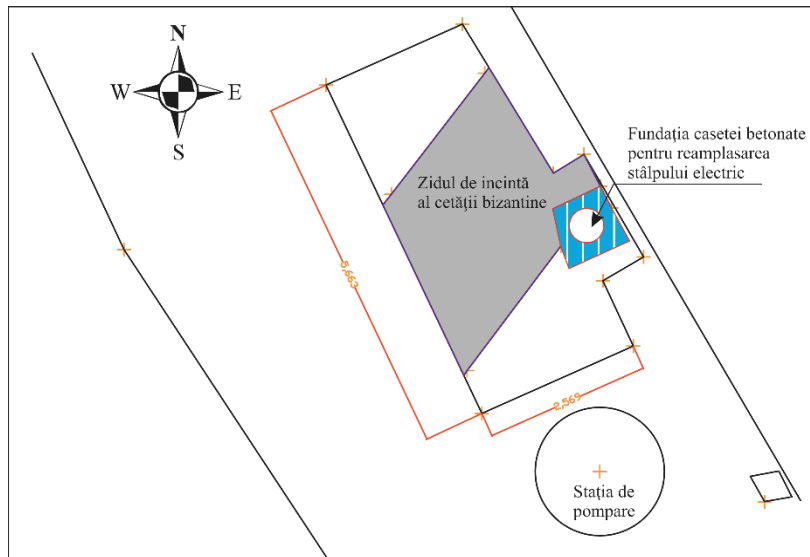 N
W E
S
Fundația casetei betonate
pentru reamplasarea
stâlpului electric
Zidul de incintă
al cetății bizantine
5,663
2,569
Stația de
pompare